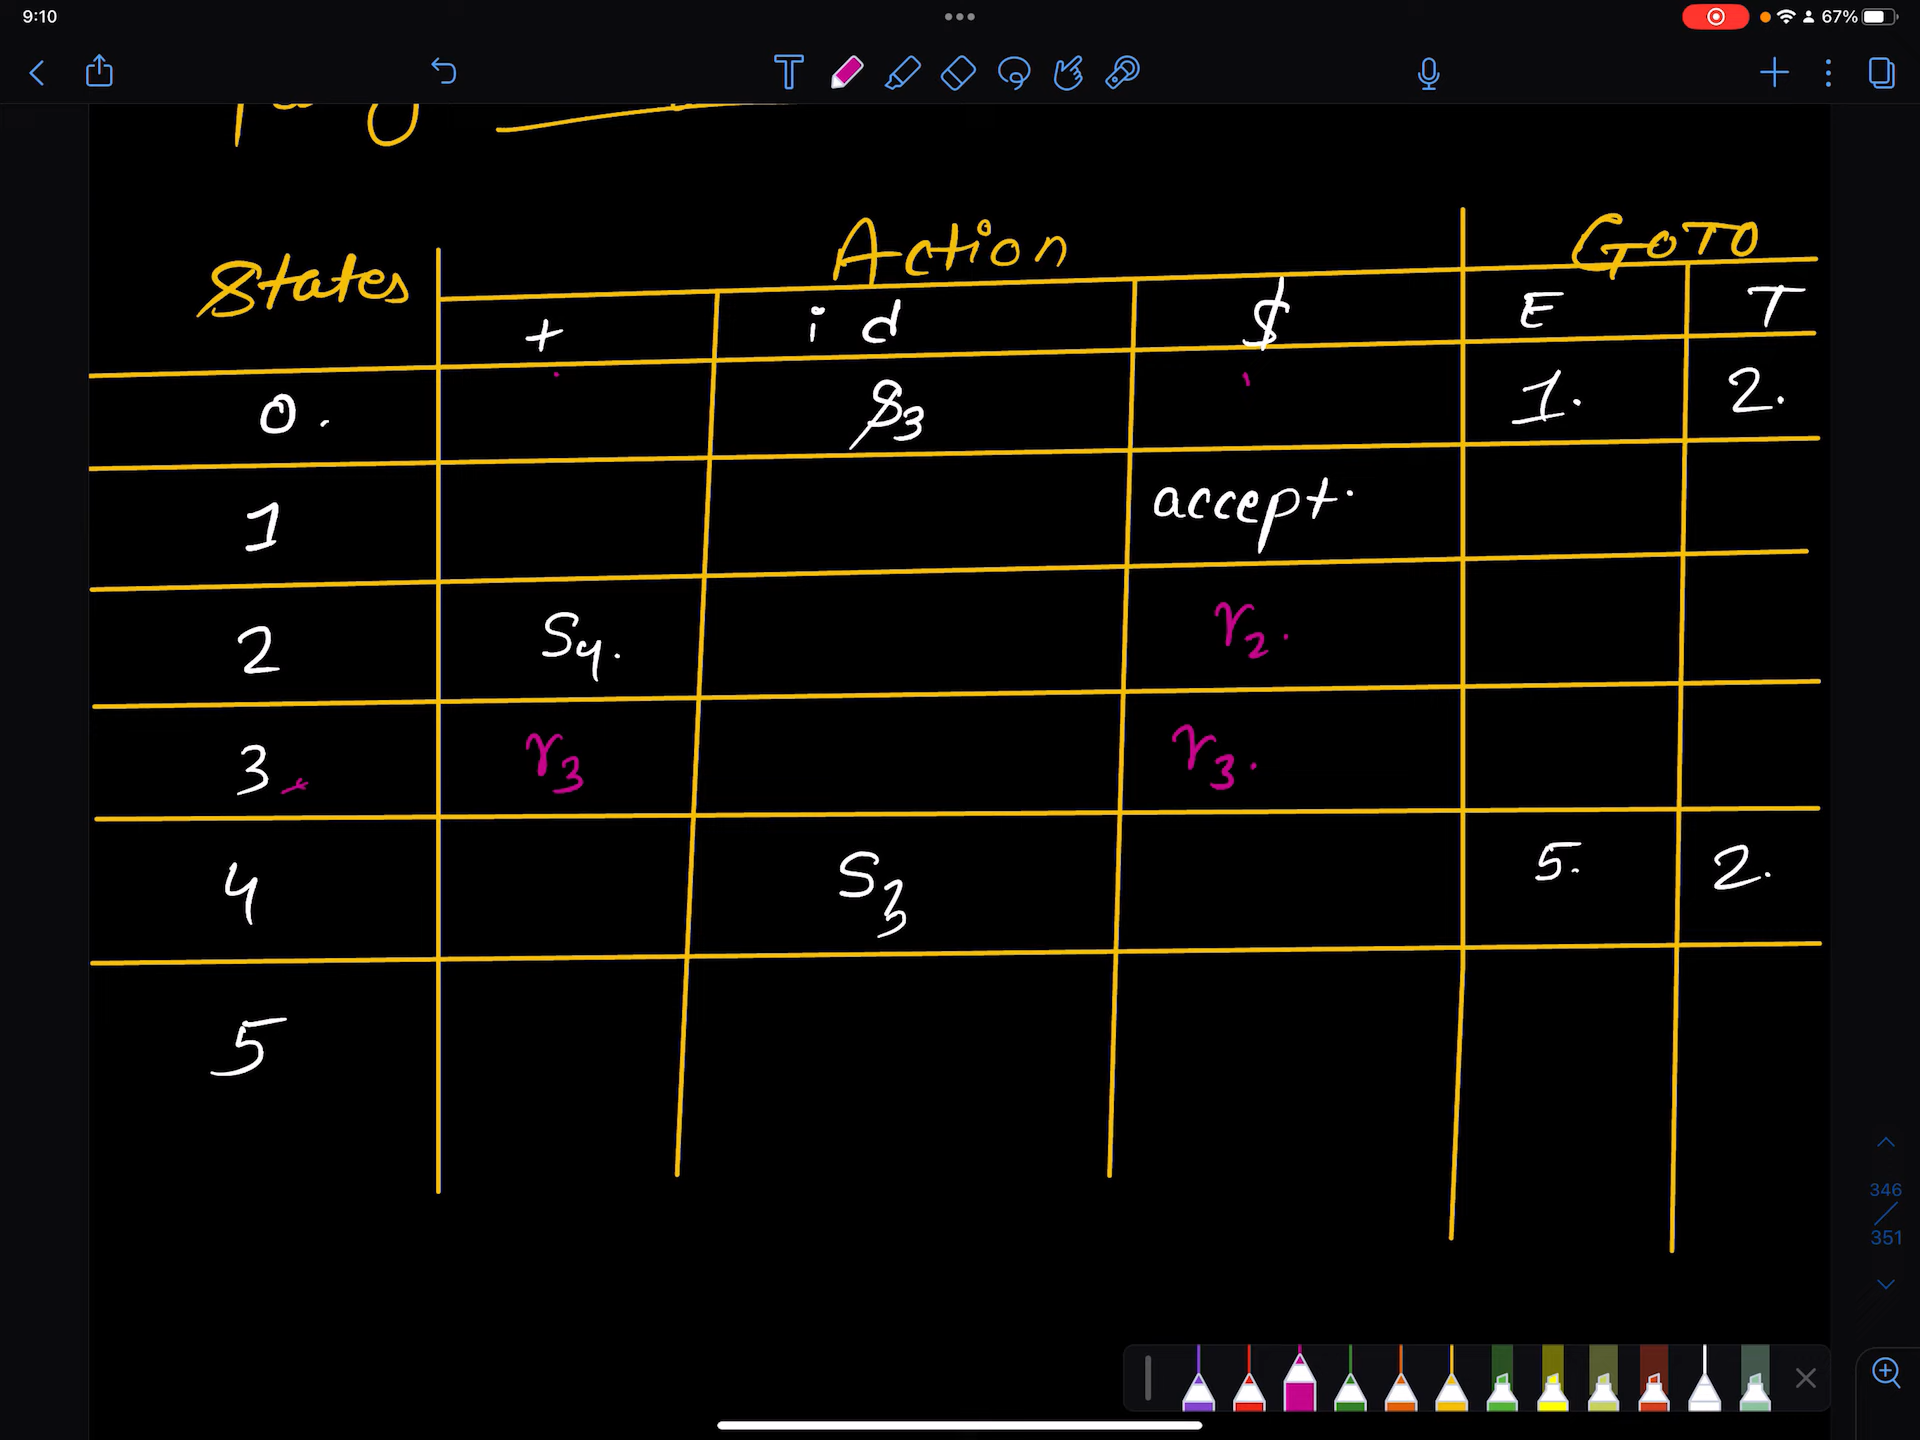 9:10
67%
Action
GOTO
States
+ id $ E T
0. S3 1. 2.
1 accept.
2 S4. r2.
3 r3 r3.
4 S3 5. 2.
5
346
351